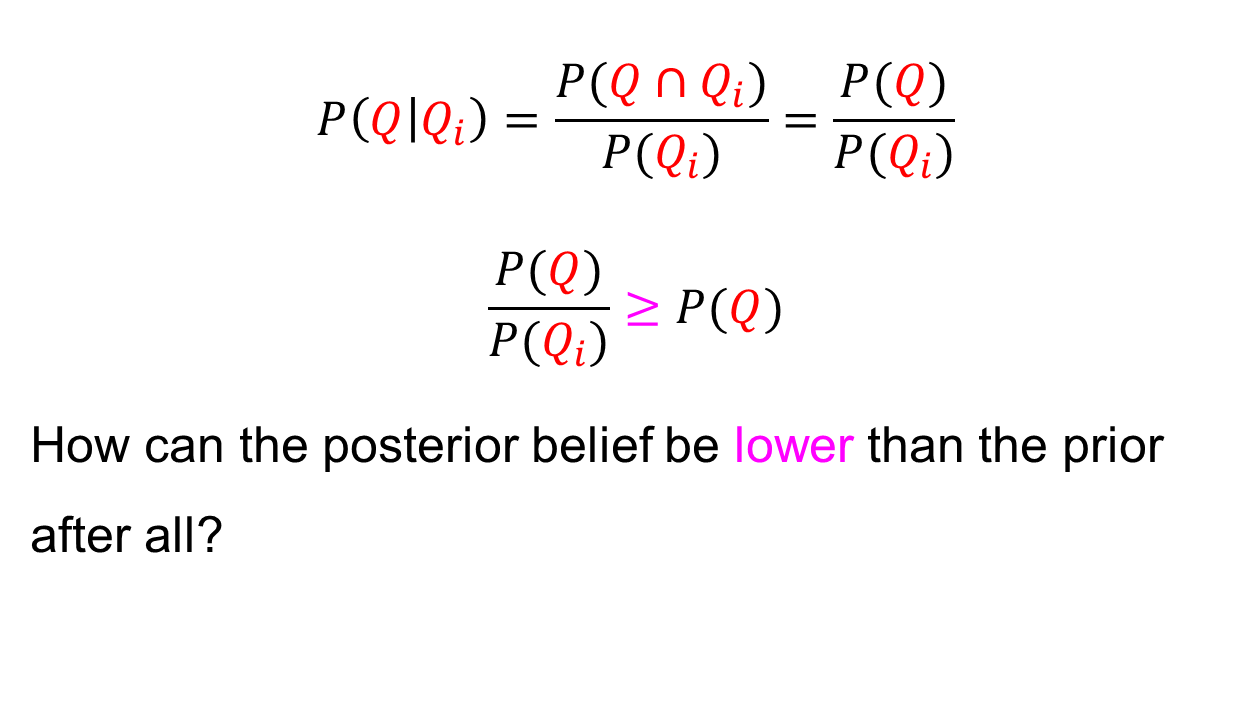 P(Q|Qᵢ) = P(Q ∩ Qᵢ) / P(Qᵢ) = P(Q) / P(Qᵢ)
P(Q) / P(Qᵢ) ≥ P(Q)
How can the posterior belief be lower than the prior
after all?